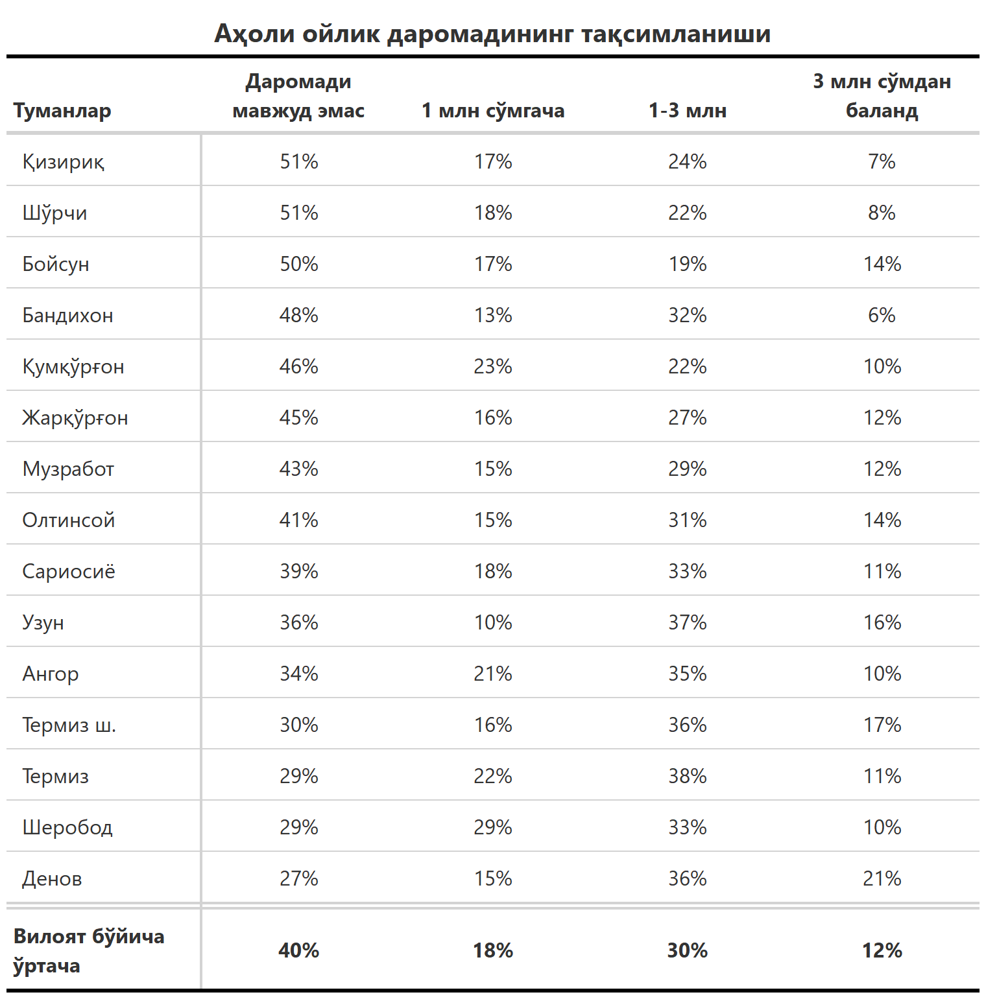 Аҳоли ойлик даромадининг тақсимланиши
Туманлар Даромади мавжуд эмас 1 млн сўмгача 1-3 млн 3 млн сўмдан баланд
Қизириқ 51% 17% 24% 7%
Шўрчи 51% 18% 22% 8%
Бойсун 50% 17% 19% 14%
Бандихон 48% 13% 32% 6%
Қумқўрғон 46% 23% 22% 10%
Жарқўрғон 45% 16% 27% 12%
Музработ 43% 15% 29% 12%
Олтинсой 41% 15% 31% 14%
Сариосиё 39% 18% 33% 11%
Узун 36% 10% 37% 16%
Ангор 34% 21% 35% 10%
Термиз ш. 30% 16% 36% 17%
Термиз 29% 22% 38% 11%
Шеробод 29% 29% 33% 10%
Денов 27% 15% 36% 21%
Вилоят бўйича ўртача 40% 18% 30% 12%